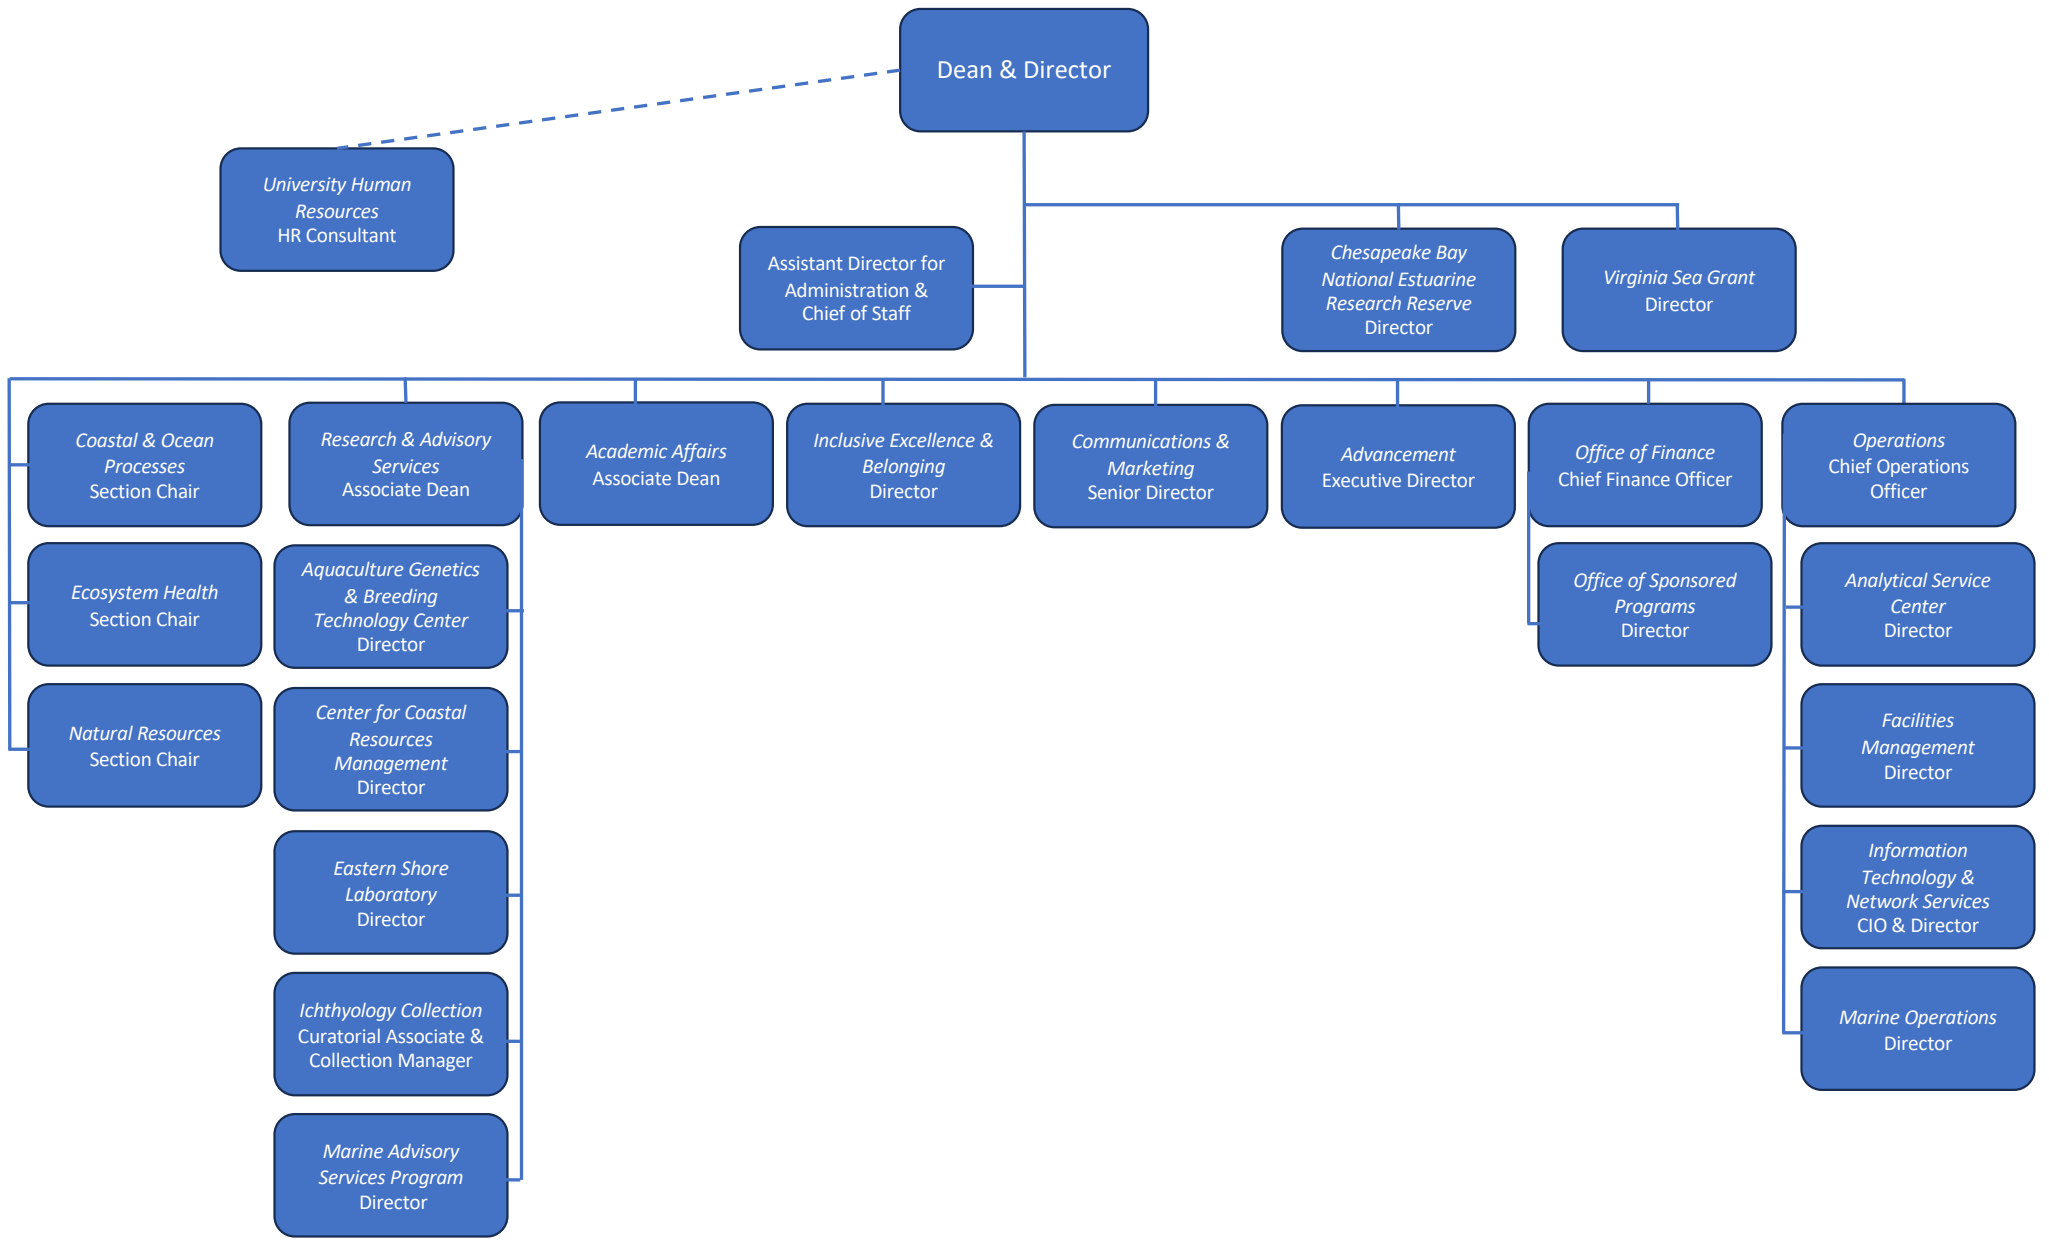 Dean & Director
University Human
Resources
HR Consultant
Assistant Director for
Administration &
Chief of Staff
Chesapeake Bay
National Estuarine
Research Reserve
Director
Virginia Sea Grant
Director
Coastal & Ocean
Processes
Section Chair
Research & Advisory
Services
Associate Dean
Academic Affairs
Associate Dean
Inclusive Excellence &
Belonging
Director
Communications &
Marketing
Senior Director
Advancement
Executive Director
Office of Finance
Chief Finance Officer
Operations
Chief Operations
Officer
Ecosystem Health
Section Chair
Aquaculture Genetics
& Breeding
Technology Center
Director
Office of Sponsored
Programs
Director
Analytical Service
Center
Director
Natural Resources
Section Chair
Center for Coastal
Resources
Management
Director
Facilities
Management
Director
Eastern Shore
Laboratory
Director
Information
Technology &
Network Services
CIO & Director
Ichthyology Collection
Curatorial Associate &
Collection Manager
Marine Operations
Director
Marine Advisory
Services Program
Director